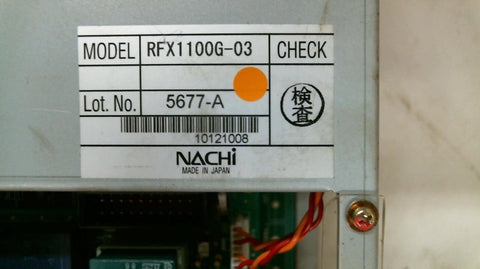 MODEL RFX1100G-03 CHECK
Lot. No. 5677-A
検査
10121008
NACHi
MADE IN JAPAN